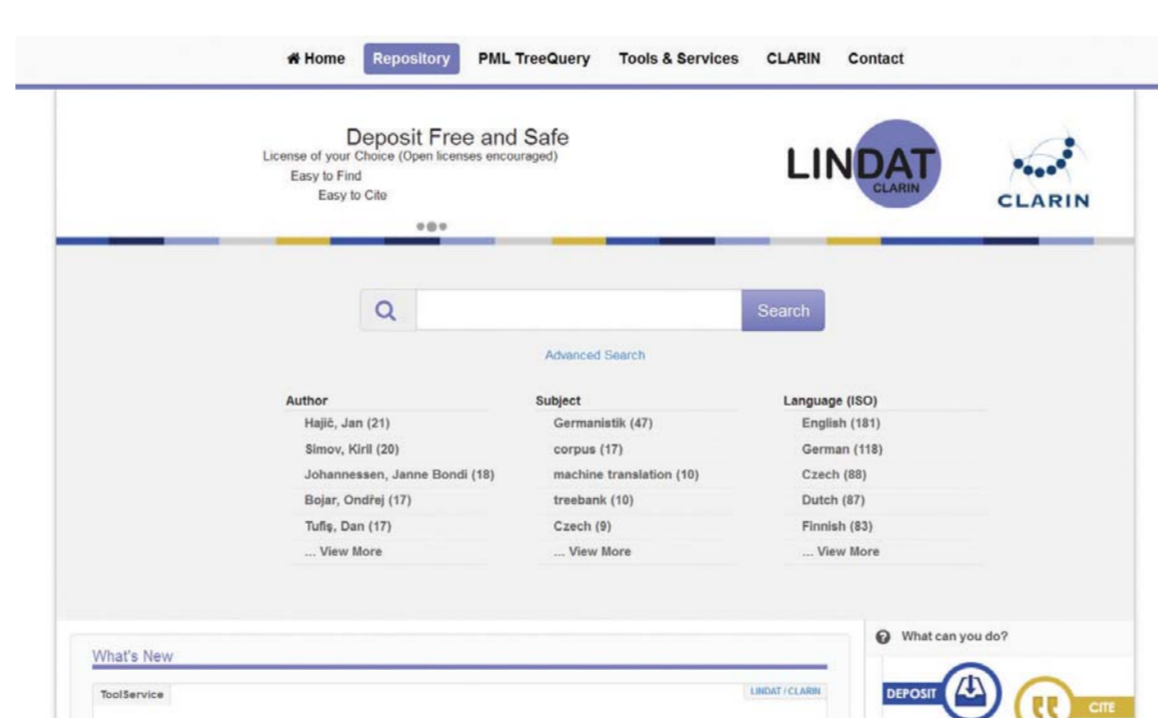 Home Repository PML TreeQuery Tools & Services CLARIN Contact
Deposit Free and Safe
License of your Choice (Open licenses encouraged)
Easy to Find
Easy to Cite
LINDAT
CLARIN
CLARIN
Search
Advanced Search
Author
Hajič, Jan (21)
Simov, Kiril (20)
Johannessen, Janne Bondi (18)
Bojar, Ondřej (17)
Tufiş, Dan (17)
... View More
Subject
Germanistik (47)
corpus (17)
machine translation (10)
treebank (10)
Czech (9)
... View More
Language (ISO)
English (181)
German (118)
Czech (88)
Dutch (87)
Finnish (83)
... View More
What's New
ToolService
LINDAT / CLARIN
What can you do?
DEPOSIT
CITE